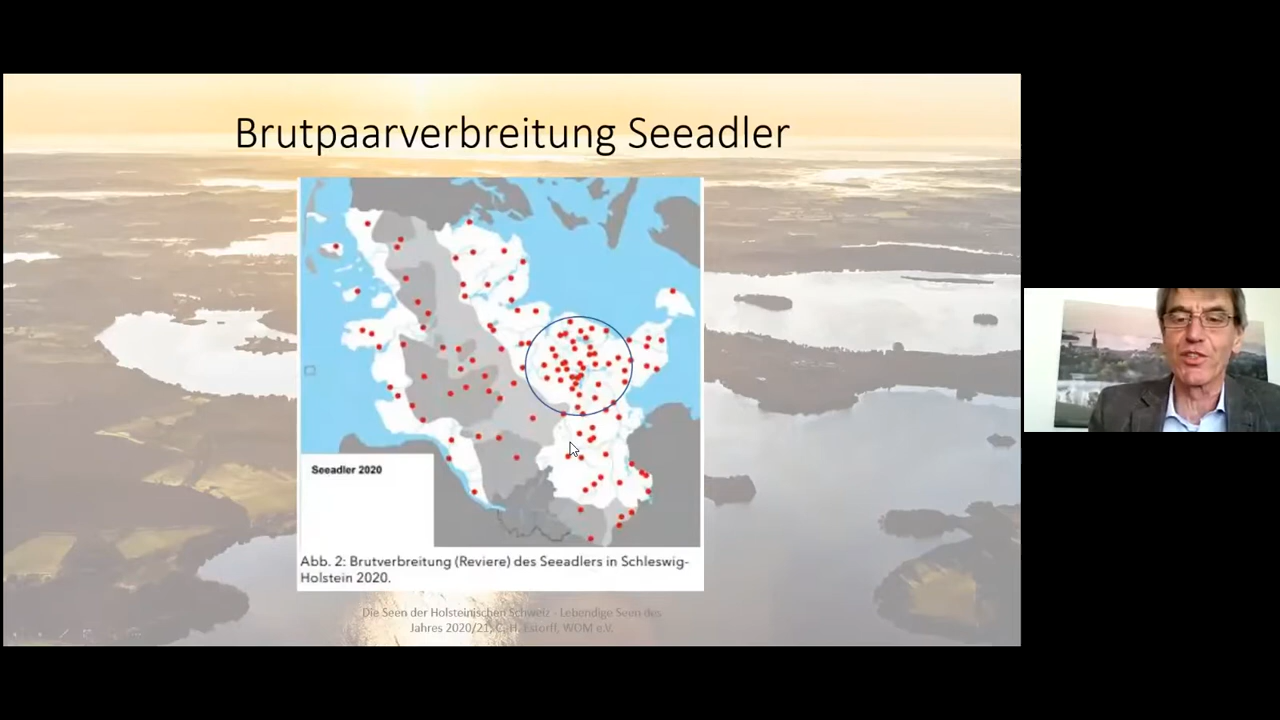 Brutpaarverbreitung Seeadler
Seeadler 2020
Abb. 2: Brutverbreitung (Reviere) des Seeadlers in Schleswig-
Holstein 2020.
Die Seen der Holsteinischen Schweiz - Lebendige Seen des
Jahres 2020/21, C. H. Estorff, WOM e.V.